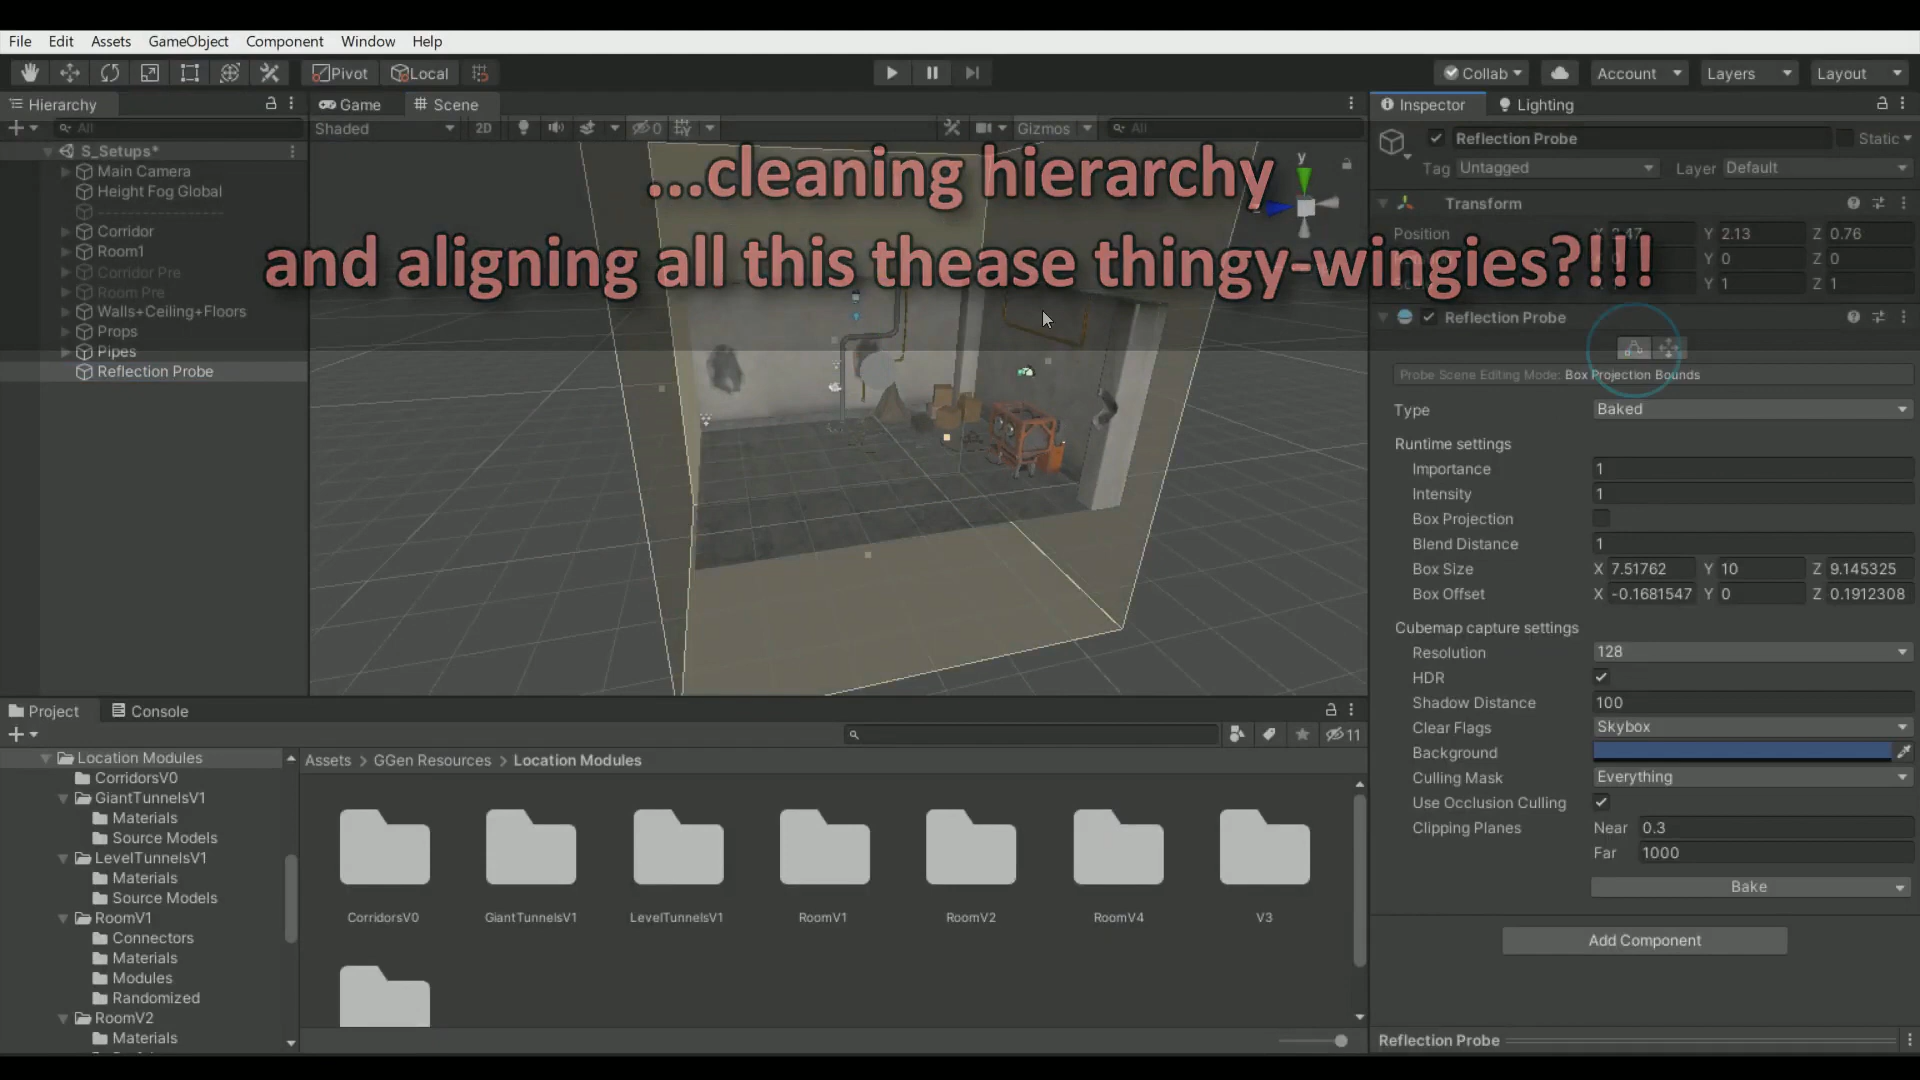 File Edit Assets GameObject Component Window Help
Pivot Local Collab Account Layers Layout
Hierarchy Game Scene Inspector Lighting
All Shaded 2D 0 Gizmos All
Reflection Probe Static
Tag Untagged Layer Default
S_Setups*
Main Camera
Height Fog Global
--------------------
Corridor
Room1
Corridor Pre
Room Pre
Walls+Ceiling+Floors
Props
Pipes
Reflection Probe
...cleaning hierarchy
and aligning all this thease thingy-wingies?!!!
y
Transform
Position Y 2.13 Z 0.76
Y 0 Z 0
Y 1 Z 1
Reflection Probe
Probe Scene Editing Mode: Box Projection Bounds
Type Baked
Runtime settings
Importance 1
Intensity 1
Box Projection
Blend Distance 1
Box Size X 7.51762 Y 10 Z 9.145325
Box Offset X -0.1681547 Y 0 Z 0.1912308
Cubemap capture settings
Resolution 128
HDR
Shadow Distance 100
Clear Flags Skybox
Background
Culling Mask Everything
Use Occlusion Culling
Clipping Planes Near 0.3
Far 1000
Bake
Add Component
Reflection Probe
Project Console
11
Assets > GGen Resources > Location Modules
Location Modules
CorridorsV0
GiantTunnelsV1
Materials
Source Models
LevelTunnelsV1
Materials
Source Models
RoomV1
Connectors
Materials
Modules
Randomized
RoomV2
Materials
CorridorsV0 GiantTunnelsV1 LevelTunnelsV1 RoomV1 RoomV2 RoomV4 V3